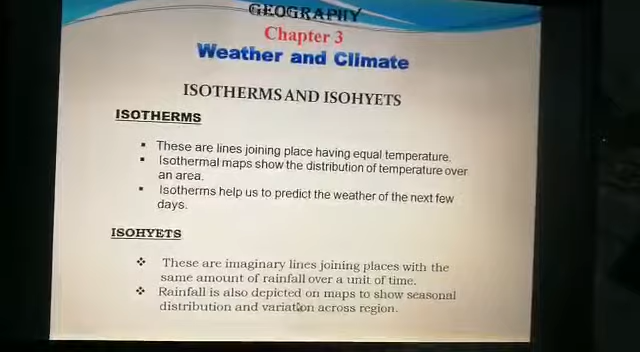 GEOGRAPHY
Chapter 3
Weather and Climate
ISOTHERMS AND ISOHYETS
ISOTHERMS
▪ These are lines joining place having equal temperature.
▪ Isothermal maps show the distribution of temperature over
an area.
▪ Isotherms help us to predict the weather of the next few
days.
ISOHYETS
❖ These are imaginary lines joining places with the
same amount of rainfall over a unit of time.
❖ Rainfall is also depicted on maps to show seasonal
distribution and variation across region.